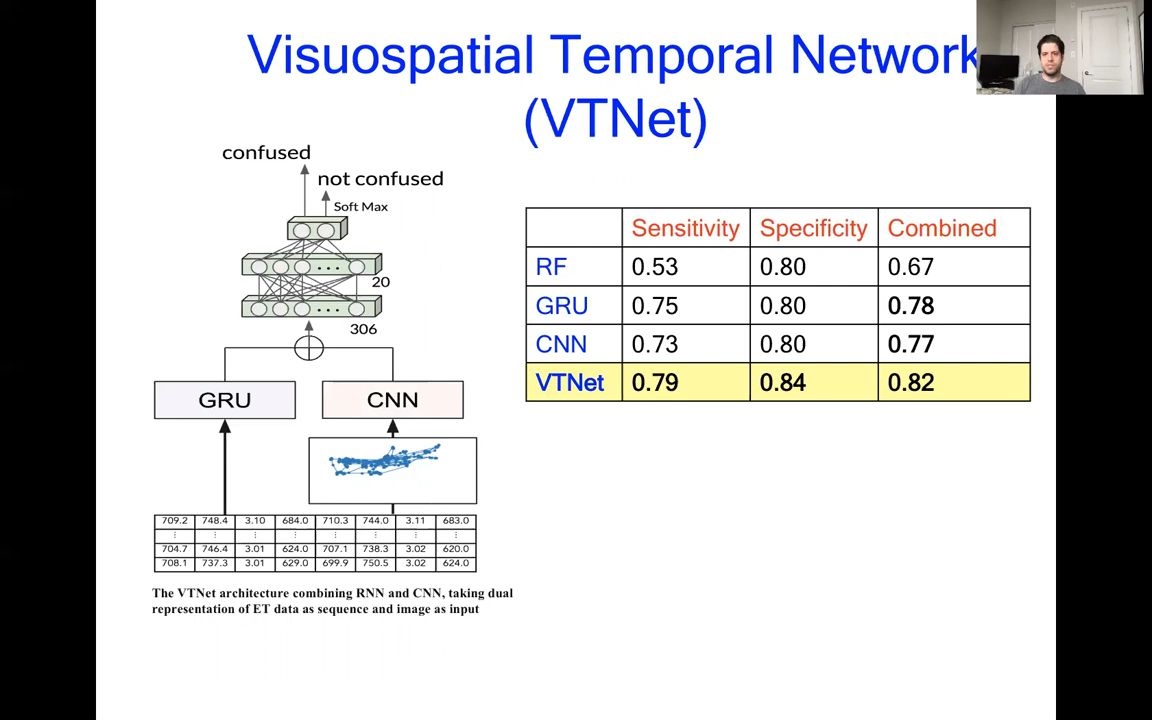 Visuospatial Temporal Network
(VTNet)
confused
not confused
Soft Max
20
306
GRU
CNN
709.2 748.4 3.10 684.0 710.3 744.0 3.11 683.0
⋮ ⋮ ⋮ ⋮ ⋮ ⋮ ⋮ ⋮
704.7 746.4 3.01 624.0 707.1 738.3 3.02 620.0
708.1 737.3 3.01 629.0 699.9 750.5 3.02 624.0
The VTNet architecture combining RNN and CNN, taking dual
representation of ET data as sequence and image as input
Sensitivity Specificity Combined
RF 0.53 0.80 0.67
GRU 0.75 0.80 0.78
CNN 0.73 0.80 0.77
VTNet 0.79 0.84 0.82